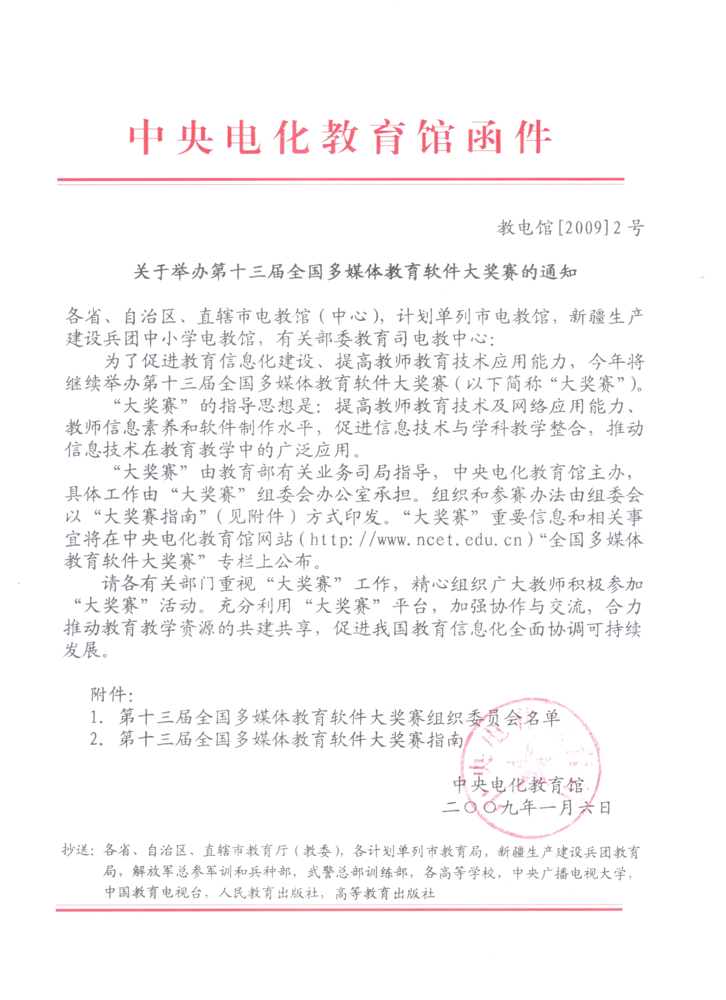 中央电化教育馆函件
教电馆[2009]2 号
关于举办第十三届全国多媒体教育软件大奖赛的通知
各省、自治区、直辖市电教馆（中心），计划单列市电教馆，新疆生产
建设兵团中小学电教馆，有关部委教育司电教中心：
为了促进教育信息化建设、提高教师教育技术应用能力，今年将
继续举办第十三届全国多媒体教育软件大奖赛（以下简称“大奖赛”）。
“大奖赛”的指导思想是：提高教师教育技术及网络应用能力、
教师信息素养和软件制作水平，促进信息技术与学科教学整合，推动
信息技术在教育教学中的广泛应用。
“大奖赛”由教育部有关业务司局指导，中央电化教育馆主办，
具体工作由“大奖赛”组委会办公室承担。组织和参赛办法由组委会
以“大奖赛指南”（见附件）方式印发。“大奖赛”重要信息和相关事
宜将在中央电化教育馆网站（http://www.ncet.edu.cn）“全国多媒体
教育软件大奖赛”专栏上公布。
请各有关部门重视“大奖赛”工作，精心组织广大教师积极参加
“大奖赛”活动。充分利用“大奖赛”平台，加强协作与交流，合力
推动教育教学资源的共建共享，促进我国教育信息化全面协调可持续
发展。
附件：
1. 第十三届全国多媒体教育软件大奖赛组织委员会名单
2. 第十三届全国多媒体教育软件大奖赛指南
中央电化教育馆
二〇〇九年一月六日
抄送：各省、自治区、直辖市教育厅（教委），各计划单列市教育局，新疆生产建设兵团教育
局，解放军总参军训和兵种部，武警总部训练部，各高等学校，中央广播电视大学，
中国教育电视台，人民教育出版社，高等教育出版社